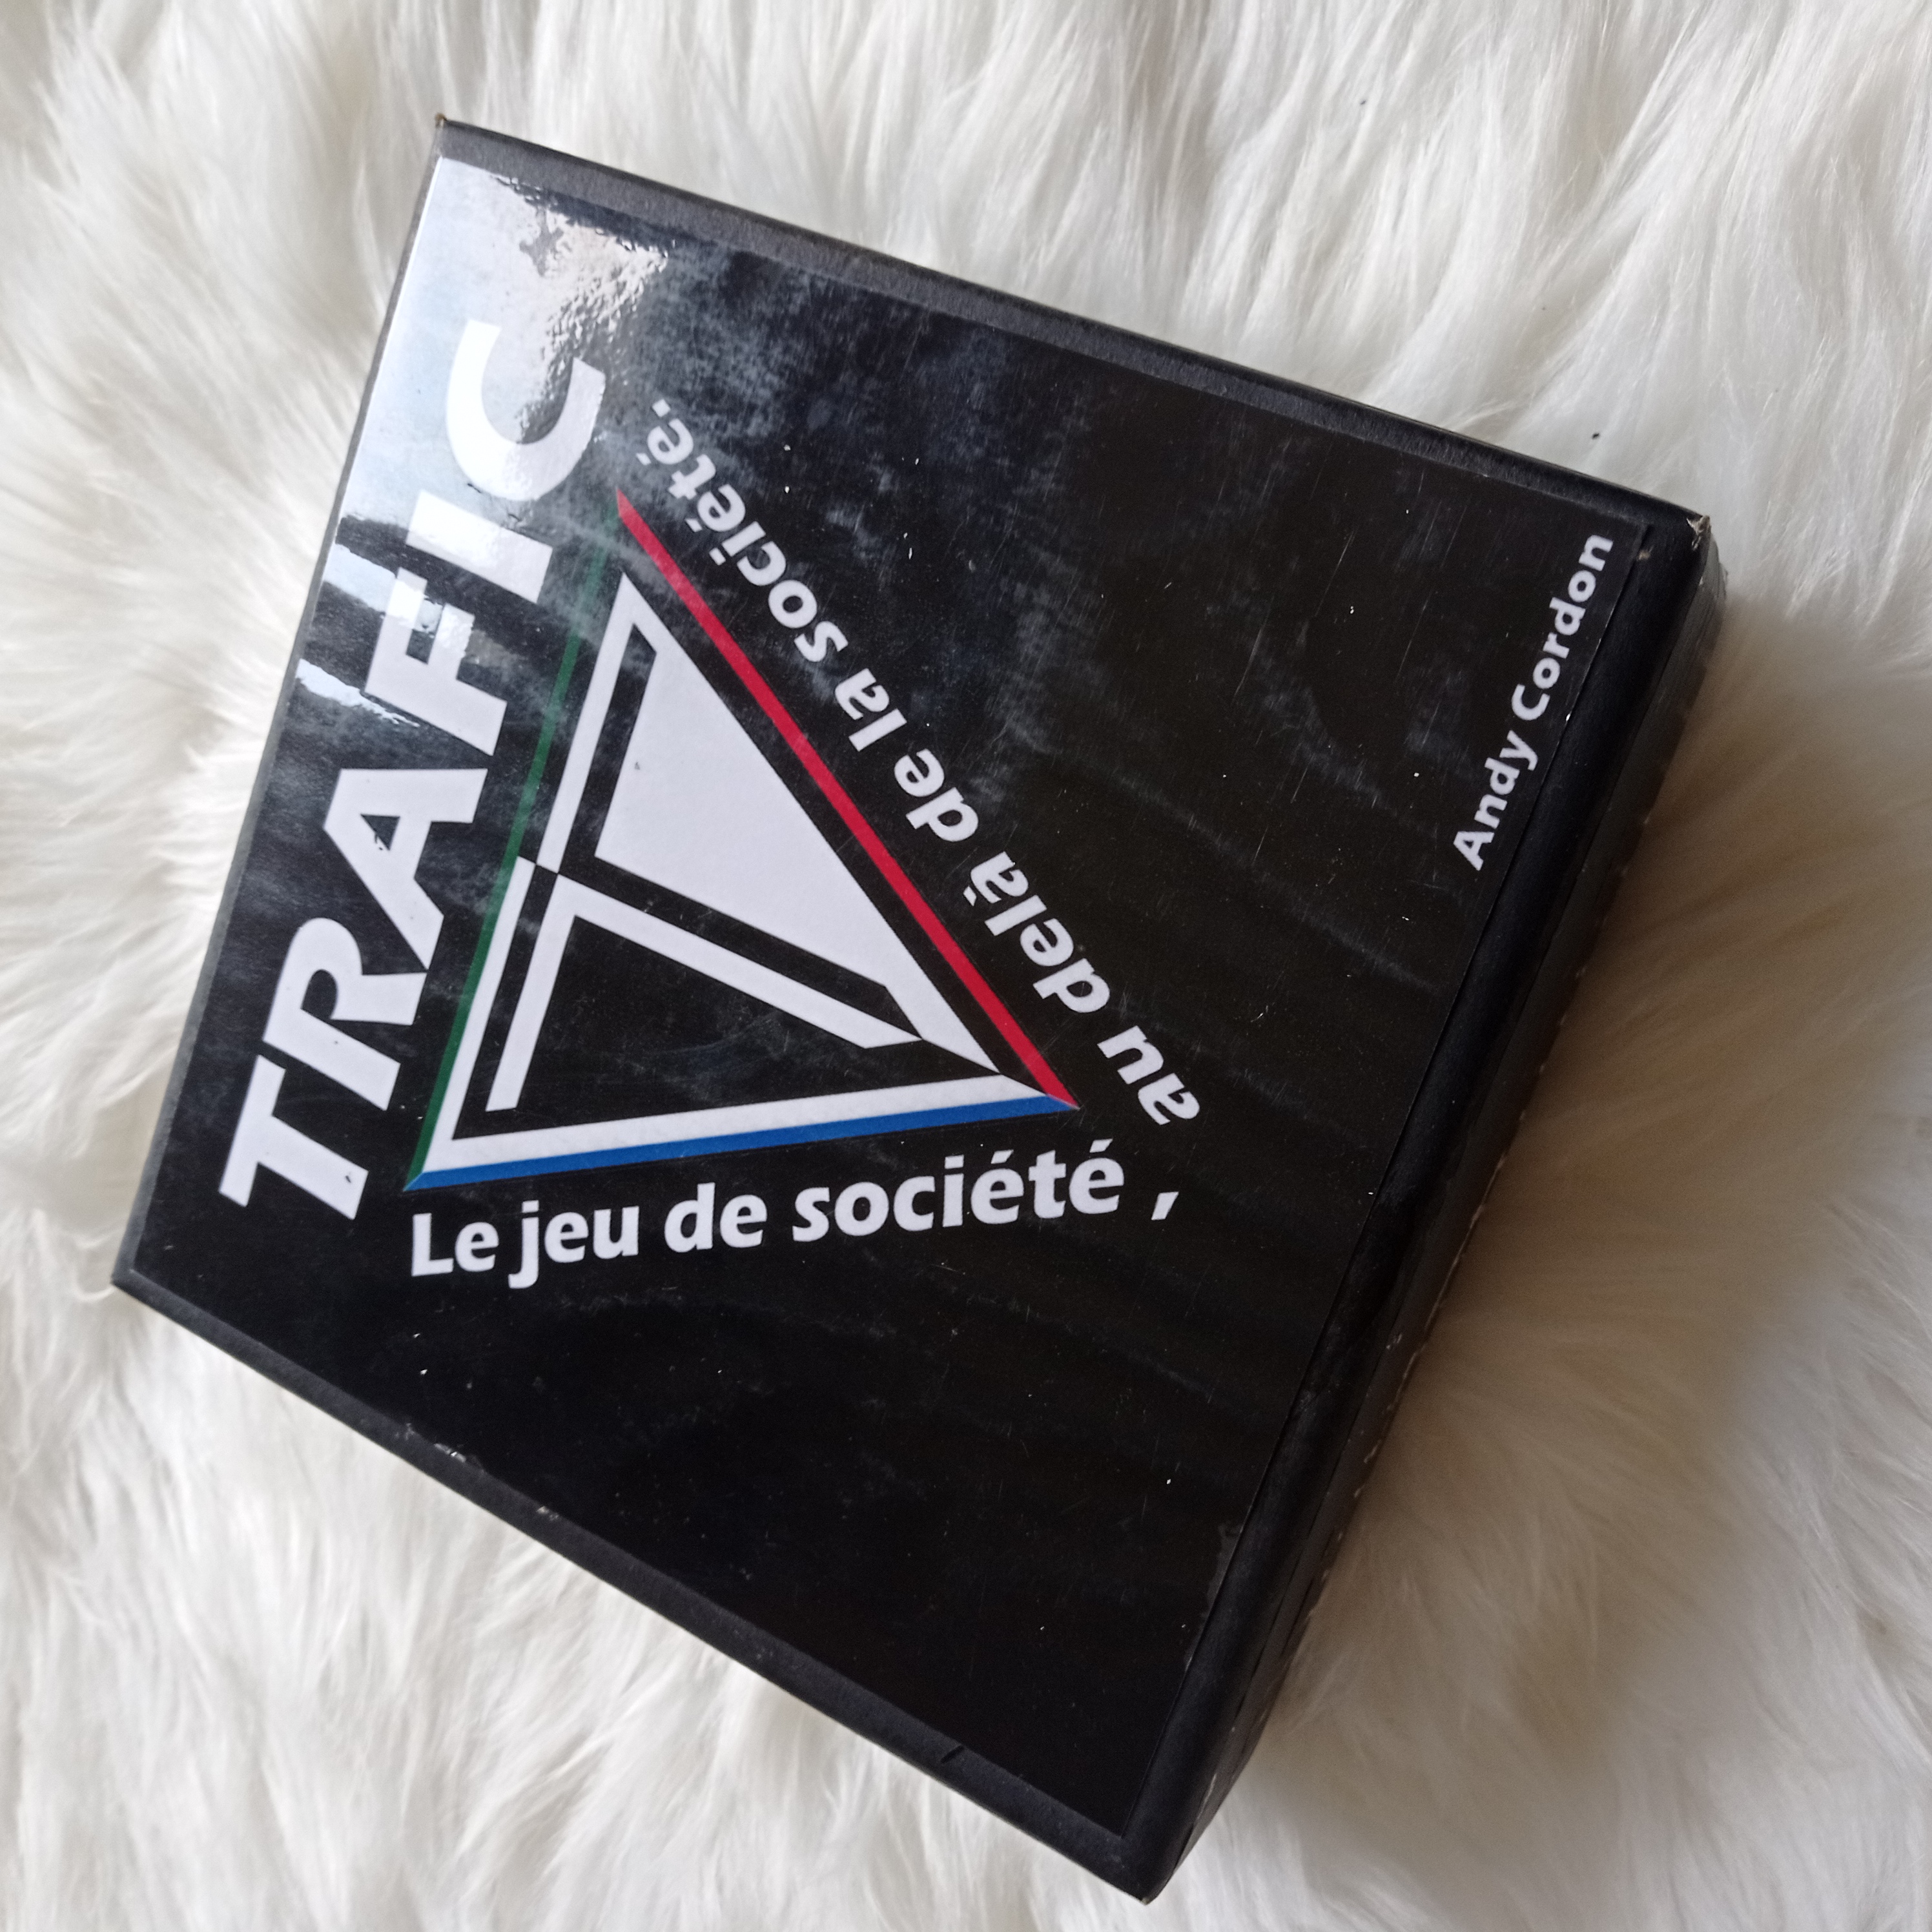 TRAFIC
Le jeu de société,
au delà de la société.
Andy Cordon